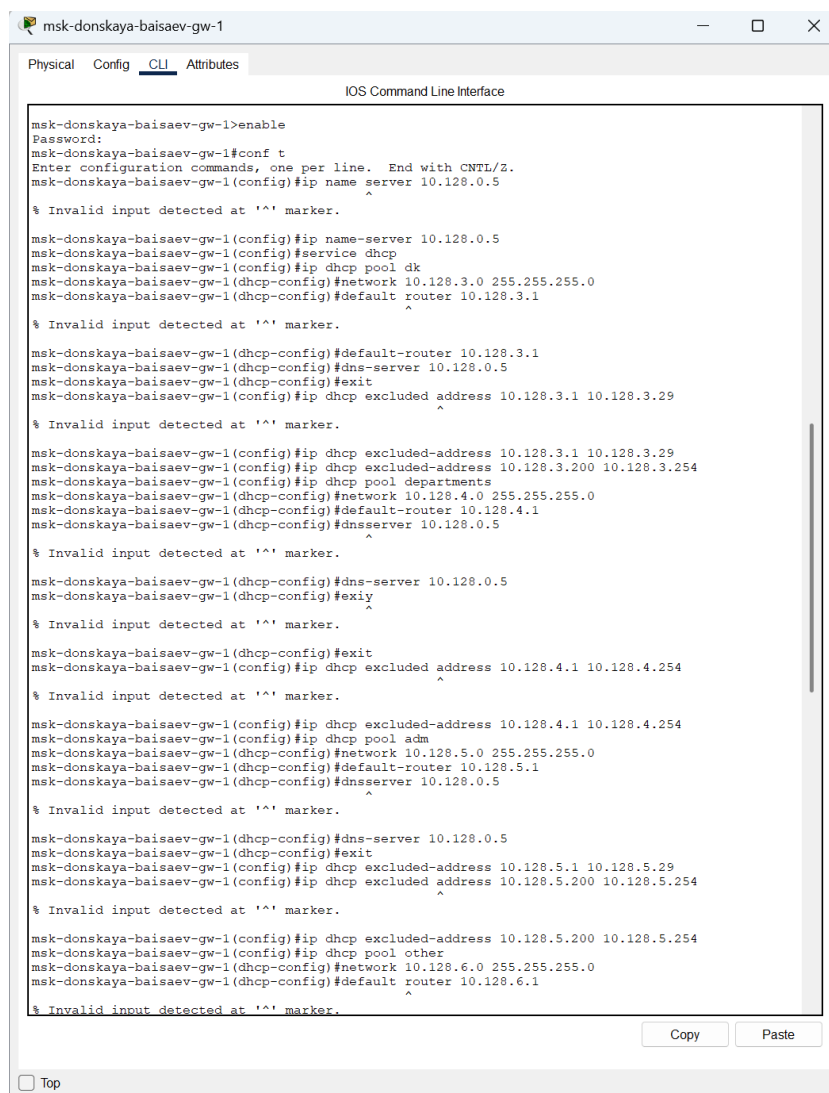 msk-donskaya-baisaev-gw-1
Physical Config CLI Attributes
IOS Command Line Interface
msk-donskaya-baisaev-gw-1>enable
Password:
msk-donskaya-baisaev-gw-1#conf t
Enter configuration commands, one per line.  End with CNTL/Z.
msk-donskaya-baisaev-gw-1(config)#ip name server 10.128.0.5
^
% Invalid input detected at '^' marker.
msk-donskaya-baisaev-gw-1(config)#ip name-server 10.128.0.5
msk-donskaya-baisaev-gw-1(config)#service dhcp
msk-donskaya-baisaev-gw-1(config)#ip dhcp pool dk
msk-donskaya-baisaev-gw-1(dhcp-config)#network 10.128.3.0 255.255.255.0
msk-donskaya-baisaev-gw-1(dhcp-config)#default router 10.128.3.1
^
% Invalid input detected at '^' marker.
msk-donskaya-baisaev-gw-1(dhcp-config)#default-router 10.128.3.1
msk-donskaya-baisaev-gw-1(dhcp-config)#dns-server 10.128.0.5
msk-donskaya-baisaev-gw-1(dhcp-config)#exit
msk-donskaya-baisaev-gw-1(config)#ip dhcp excluded address 10.128.3.1 10.128.3.29
^
% Invalid input detected at '^' marker.
msk-donskaya-baisaev-gw-1(config)#ip dhcp excluded-address 10.128.3.1 10.128.3.29
msk-donskaya-baisaev-gw-1(config)#ip dhcp excluded-address 10.128.3.200 10.128.3.254
msk-donskaya-baisaev-gw-1(config)#ip dhcp pool departments
msk-donskaya-baisaev-gw-1(dhcp-config)#network 10.128.4.0 255.255.255.0
msk-donskaya-baisaev-gw-1(dhcp-config)#default-router 10.128.4.1
msk-donskaya-baisaev-gw-1(dhcp-config)#dnsserver 10.128.0.5
^
% Invalid input detected at '^' marker.
msk-donskaya-baisaev-gw-1(dhcp-config)#dns-server 10.128.0.5
msk-donskaya-baisaev-gw-1(dhcp-config)#exiy
^
% Invalid input detected at '^' marker.
msk-donskaya-baisaev-gw-1(dhcp-config)#exit
msk-donskaya-baisaev-gw-1(config)#ip dhcp excluded address 10.128.4.1 10.128.4.254
^
% Invalid input detected at '^' marker.
msk-donskaya-baisaev-gw-1(config)#ip dhcp excluded-address 10.128.4.1 10.128.4.254
msk-donskaya-baisaev-gw-1(config)#ip dhcp pool adm
msk-donskaya-baisaev-gw-1(dhcp-config)#network 10.128.5.0 255.255.255.0
msk-donskaya-baisaev-gw-1(dhcp-config)#default-router 10.128.5.1
msk-donskaya-baisaev-gw-1(dhcp-config)#dnsserver 10.128.0.5
^
% Invalid input detected at '^' marker.
msk-donskaya-baisaev-gw-1(dhcp-config)#dns-server 10.128.0.5
msk-donskaya-baisaev-gw-1(dhcp-config)#exit
msk-donskaya-baisaev-gw-1(config)#ip dhcp excluded-address 10.128.5.1 10.128.5.29
msk-donskaya-baisaev-gw-1(config)#ip dhcp excluded address 10.128.5.200 10.128.5.254
^
% Invalid input detected at '^' marker.
msk-donskaya-baisaev-gw-1(config)#ip dhcp excluded-address 10.128.5.200 10.128.5.254
msk-donskaya-baisaev-gw-1(config)#ip dhcp pool other
msk-donskaya-baisaev-gw-1(dhcp-config)#network 10.128.6.0 255.255.255.0
msk-donskaya-baisaev-gw-1(dhcp-config)#default router 10.128.6.1
^
% Invalid input detected at '^' marker.
Copy Paste
Top